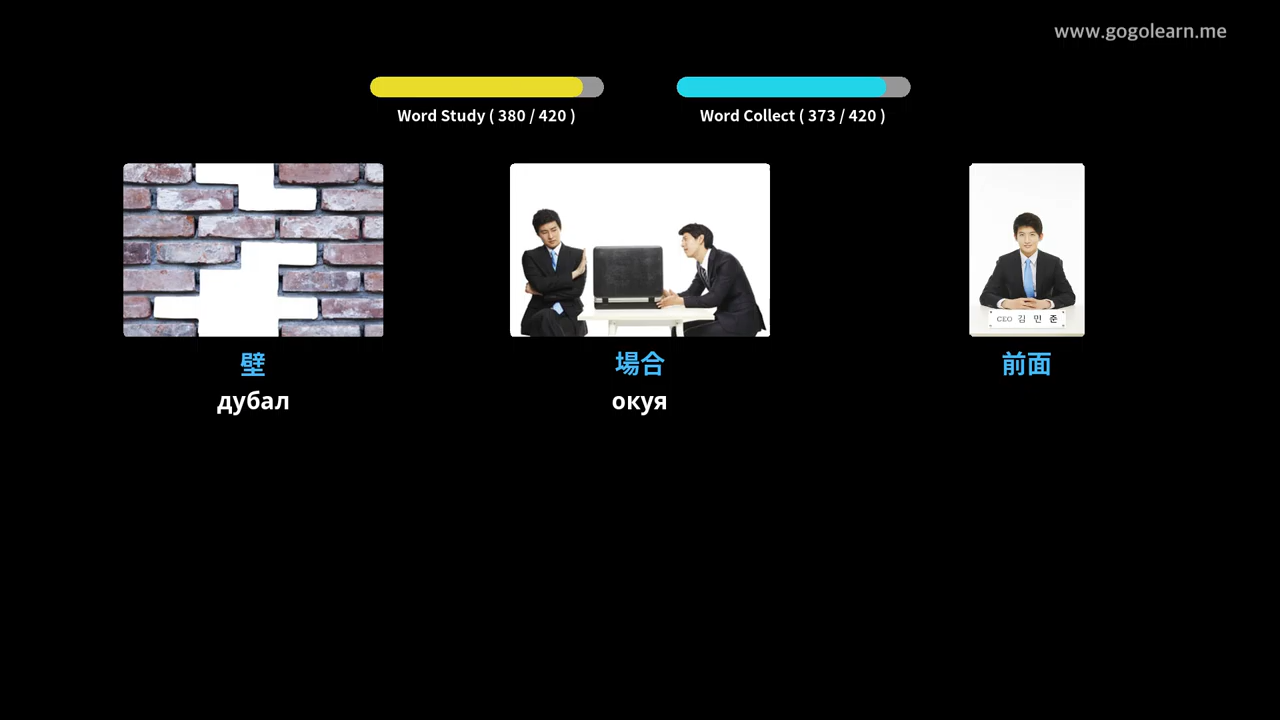 www.gogolearn.me
Word Study ( 380 / 420 )
Word Collect ( 373 / 420 )
CEO 김 민 준
壁
場合
前面
дубал
окуя